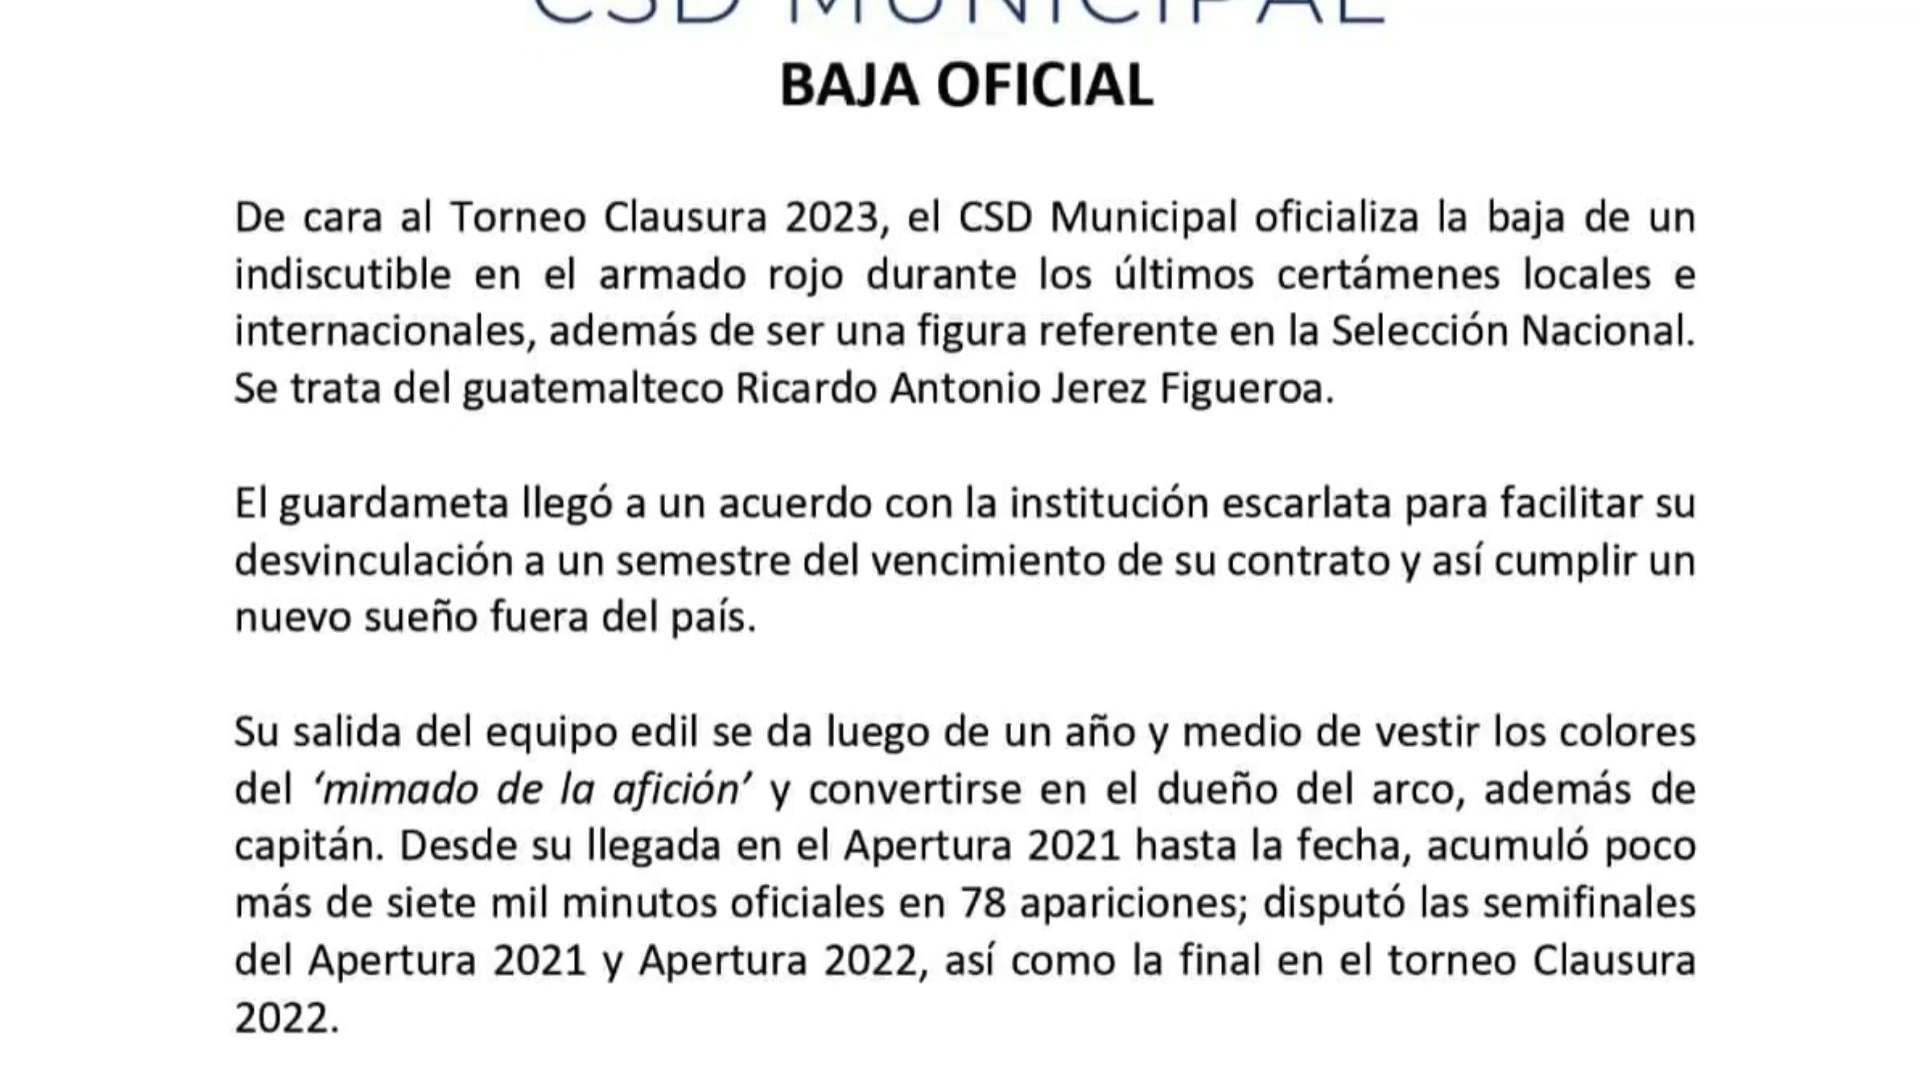 CSD MUNICIPAL
BAJA OFICIAL
De cara al Torneo Clausura 2023, el CSD Municipal oficializa la baja de un
indiscutible en el armado rojo durante los últimos certámenes locales e
internacionales, además de ser una figura referente en la Selección Nacional.
Se trata del guatemalteco Ricardo Antonio Jerez Figueroa.
El guardameta llegó a un acuerdo con la institución escarlata para facilitar su
desvinculación a un semestre del vencimiento de su contrato y así cumplir un
nuevo sueño fuera del país.
Su salida del equipo edil se da luego de un año y medio de vestir los colores
del ‘mimado de la afición’ y convertirse en el dueño del arco, además de
capitán. Desde su llegada en el Apertura 2021 hasta la fecha, acumuló poco
más de siete mil minutos oficiales en 78 apariciones; disputó las semifinales
del Apertura 2021 y Apertura 2022, así como la final en el torneo Clausura
2022.